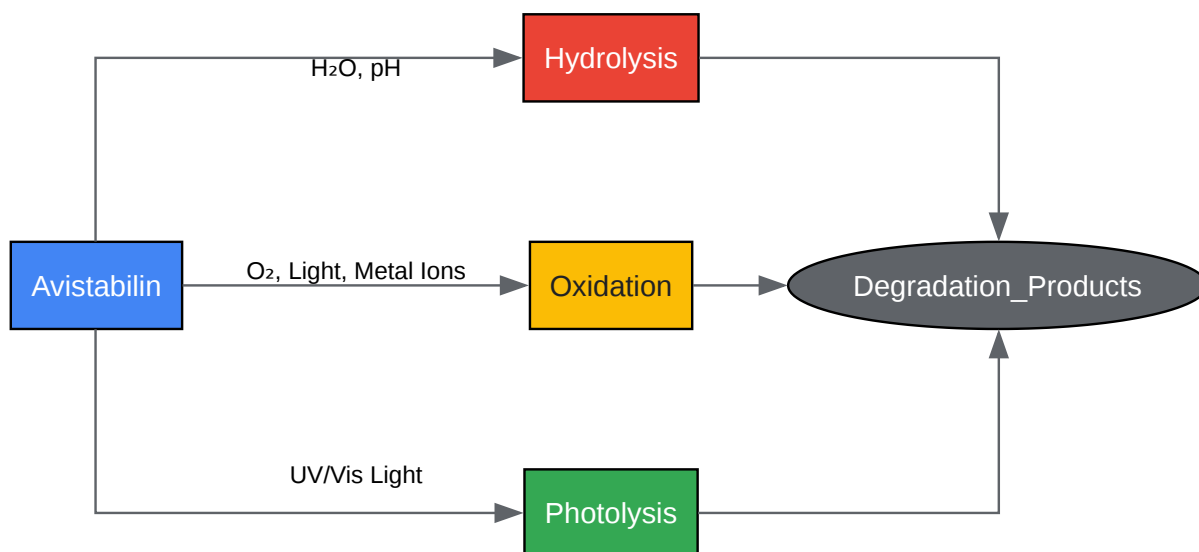 Hydrolysis
H₂O, pH
Avistabilin
O₂, Light, Metal Ions
Oxidation
Degradation_Products
UV/Vis Light
Photolysis